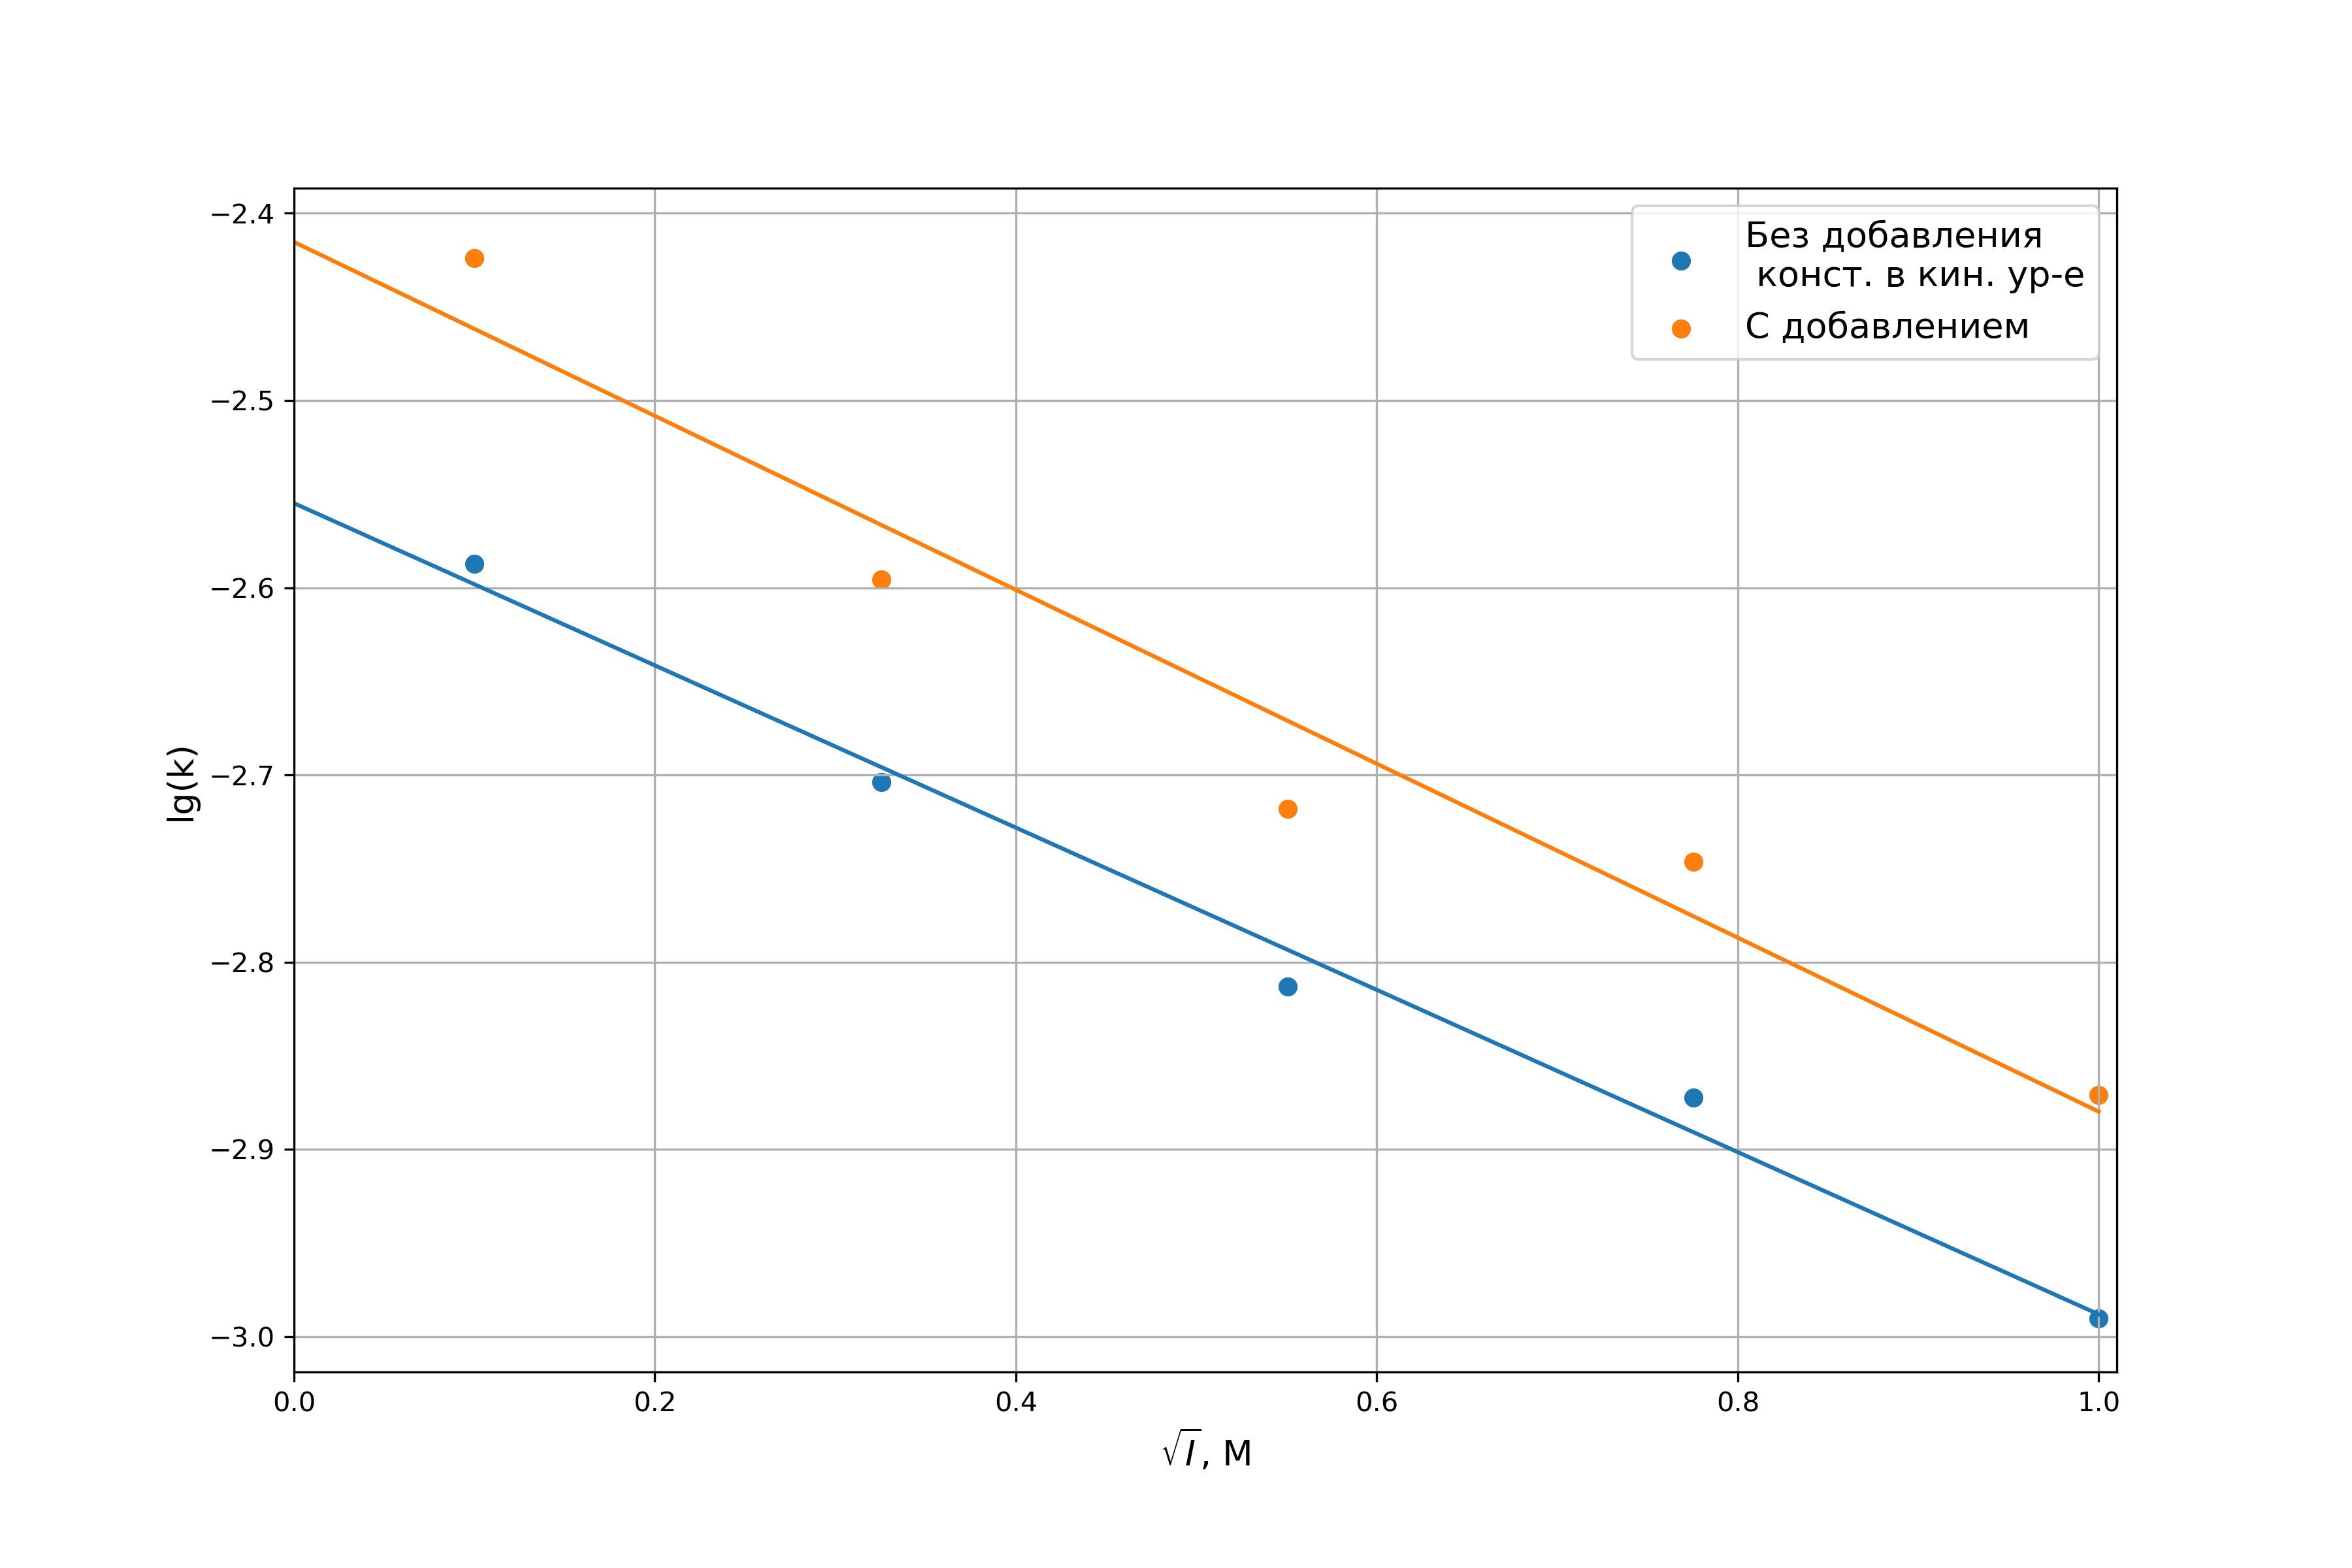 Без добавления
конст. в кин. ур-е
С добавлением
−2.4
−2.5
−2.6
−2.7
−2.8
−2.9
−3.0
lg(k)
0.0 0.2 0.4 0.6 0.8 1.0
√I, М